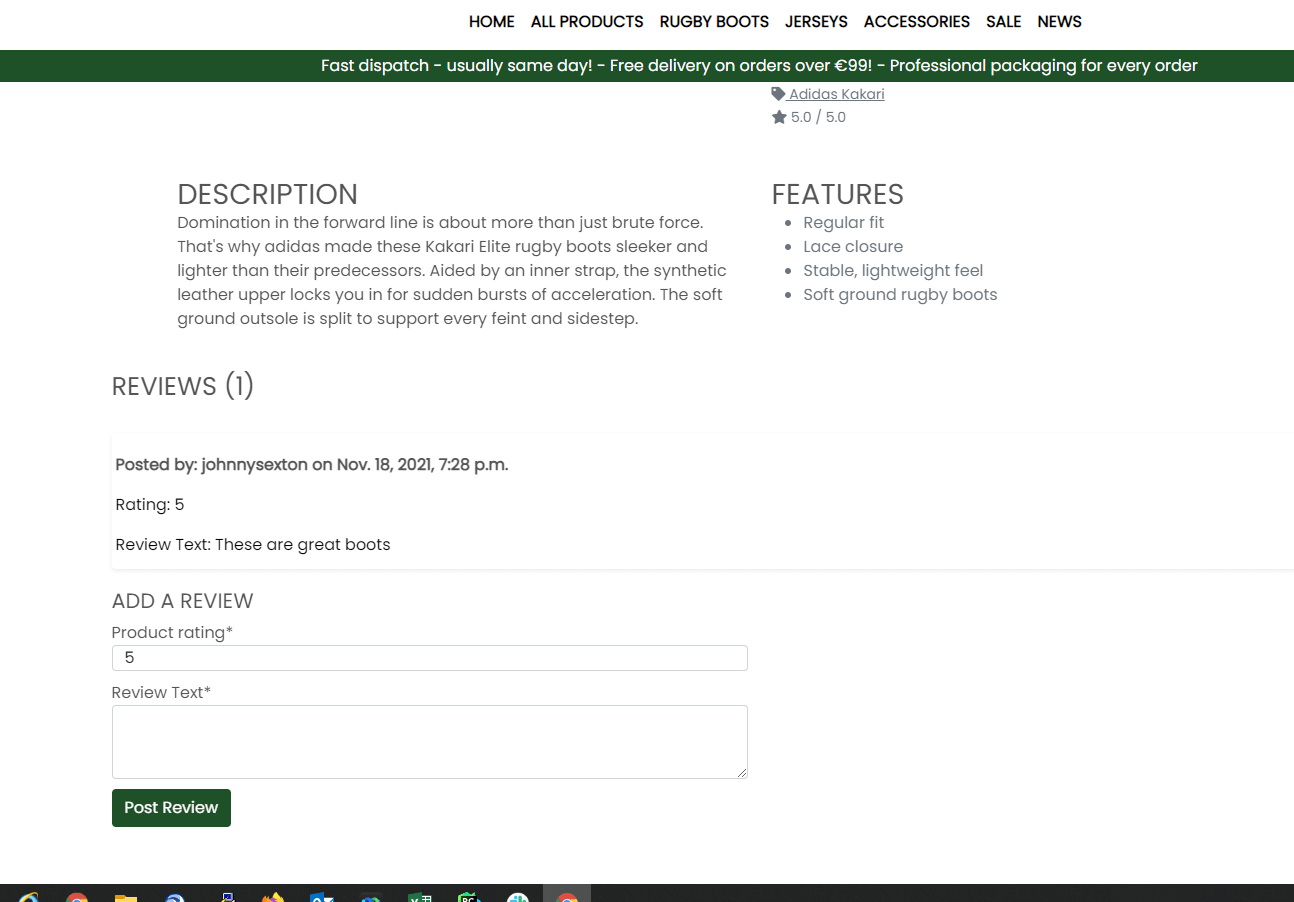 HOME ALL PRODUCTS RUGBY BOOTS JERSEYS ACCESSORIES SALE NEWS
Fast dispatch - usually same day! - Free delivery on orders over €99! - Professional packaging for every order
Adidas Kakari
5.0 / 5.0
DESCRIPTION
Domination in the forward line is about more than just brute force.
That's why adidas made these Kakari Elite rugby boots sleeker and
lighter than their predecessors. Aided by an inner strap, the synthetic
leather upper locks you in for sudden bursts of acceleration. The soft
ground outsole is split to support every feint and sidestep.
FEATURES
Regular fit
Lace closure
Stable, lightweight feel
Soft ground rugby boots
REVIEWS (1)
Posted by: johnnysexton on Nov. 18, 2021, 7:28 p.m.
Rating: 5
Review Text: These are great boots
ADD A REVIEW
Product rating*
5
Review Text*
Post Review